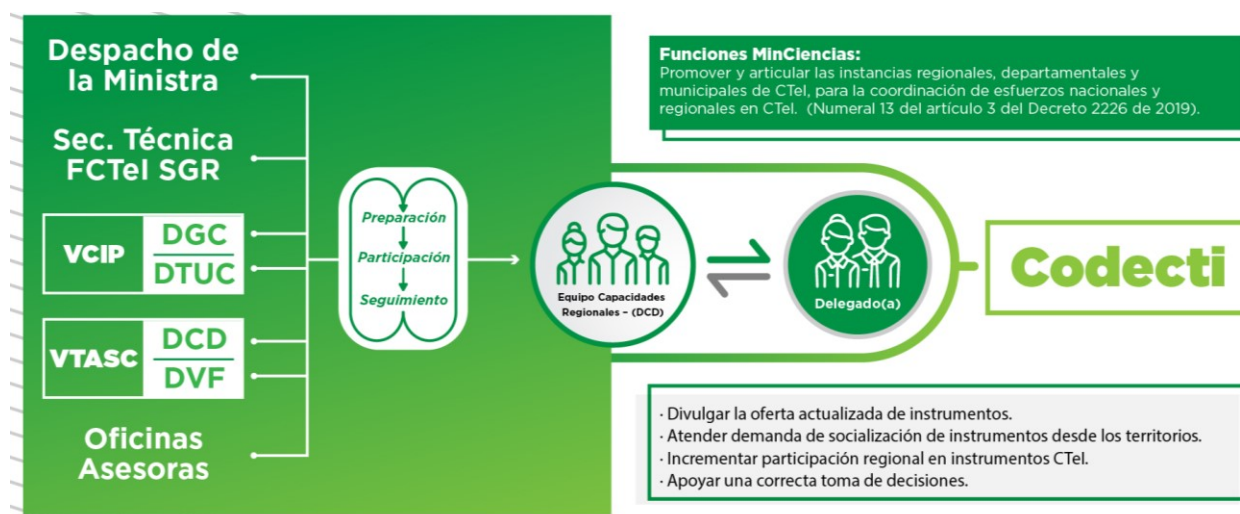 Despacho de
la Ministra
Sec. Técnica
FCTeI SGR
VCIP
DGC
DTUC
VTASC
DCD
DVF
Oficinas
Asesoras
Preparación
Participación
Seguimiento
Equipo Capacidades
Regionales – (DCD)
Delegado(a)
Codecti
Funciones MinCiencias:
Promover y articular las instancias regionales, departamentales y
municipales de CTeI, para la coordinación de esfuerzos nacionales y
regionales en CTeI. (Numeral 13 del artículo 3 del Decreto 2226 de 2019).
· Divulgar la oferta actualizada de instrumentos.
· Atender demanda de socialización de instrumentos desde los territorios.
· Incrementar participación regional en instrumentos CTeI.
· Apoyar una correcta toma de decisiones.